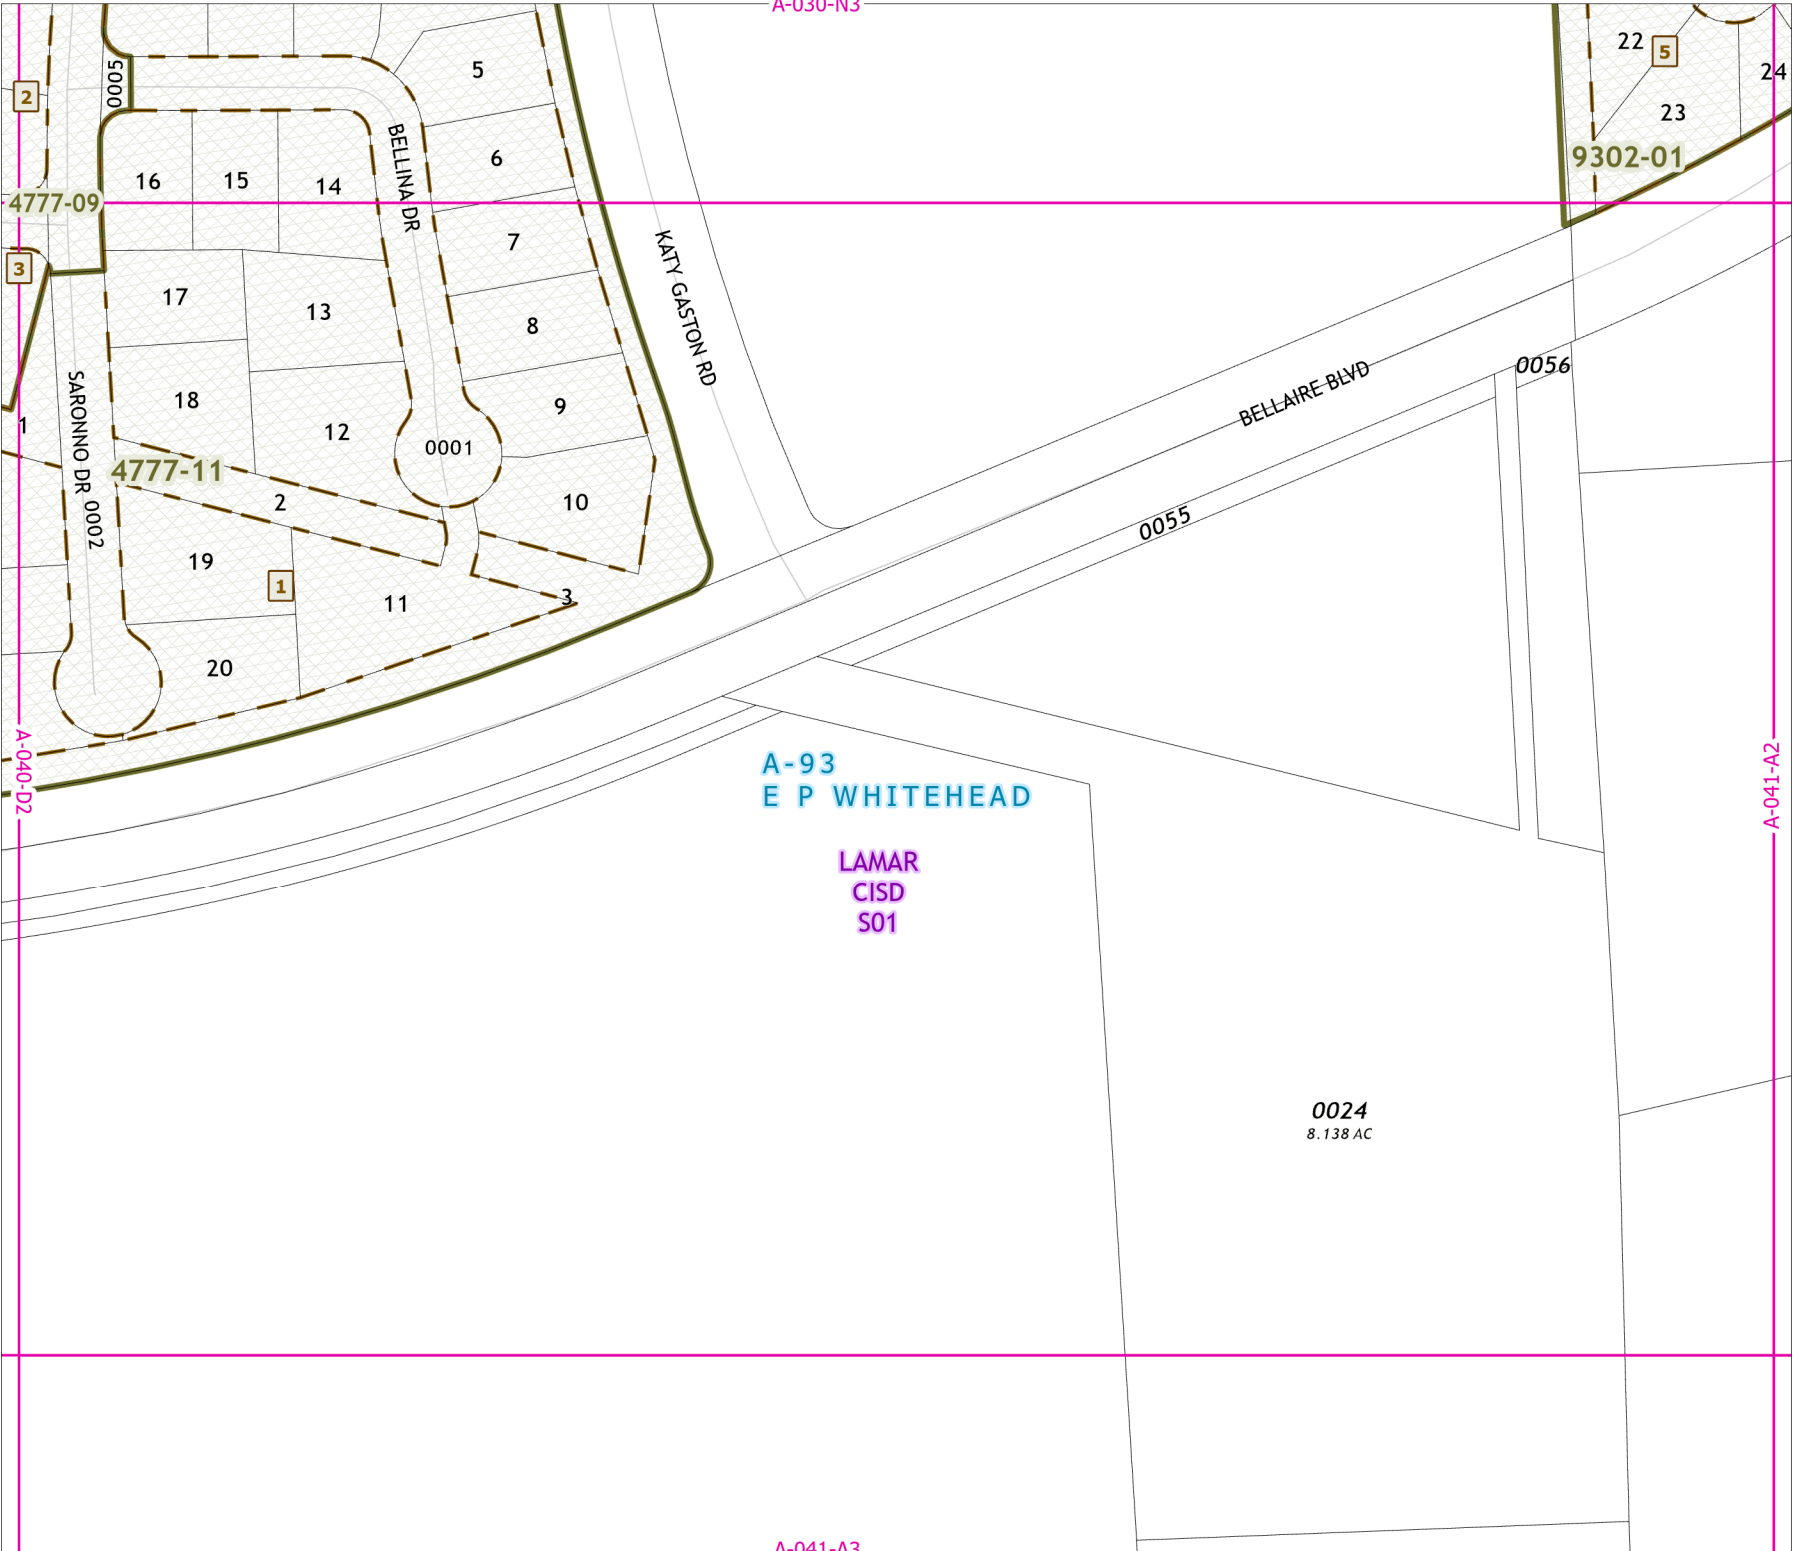 A-030-N3
5
22
5
24
2
0005
23
BELLINA DR
6
9302-01
16
15
14
4777-09
7
KATY GASTON RD
3
17
13
8
BELLAIRE BLVD
0056
SARONNO DR
18
9
1
12
0001
4777-11
2
10
0002
0055
19
1
11
3
20
A-040-D2
A-93
E P WHITEHEAD
A-041-A2
LAMAR
CISD
S01
0024
8.138 AC
A-041-A3